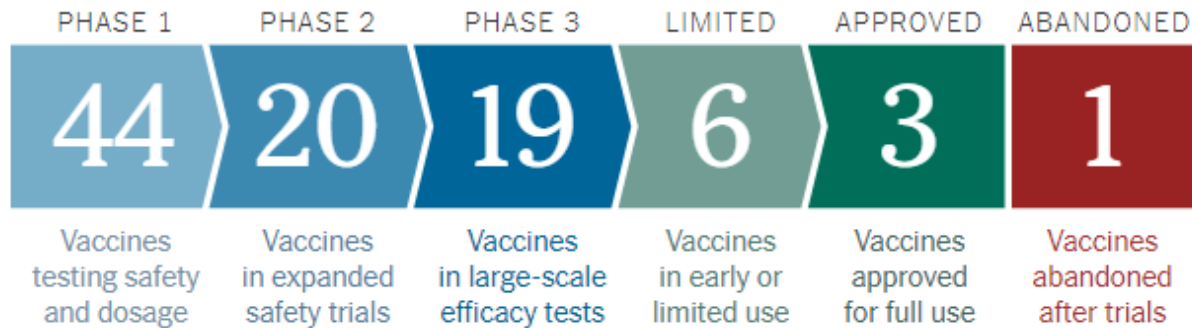 PHASE 1 PHASE 2 PHASE 3 LIMITED APPROVED ABANDONED
44 20 19 6 3 1
Vaccines Vaccines Vaccines Vaccines Vaccines Vaccines
testing safety in expanded in large-scale in early or approved abandoned
and dosage safety trials efficacy tests limited use for full use after trials